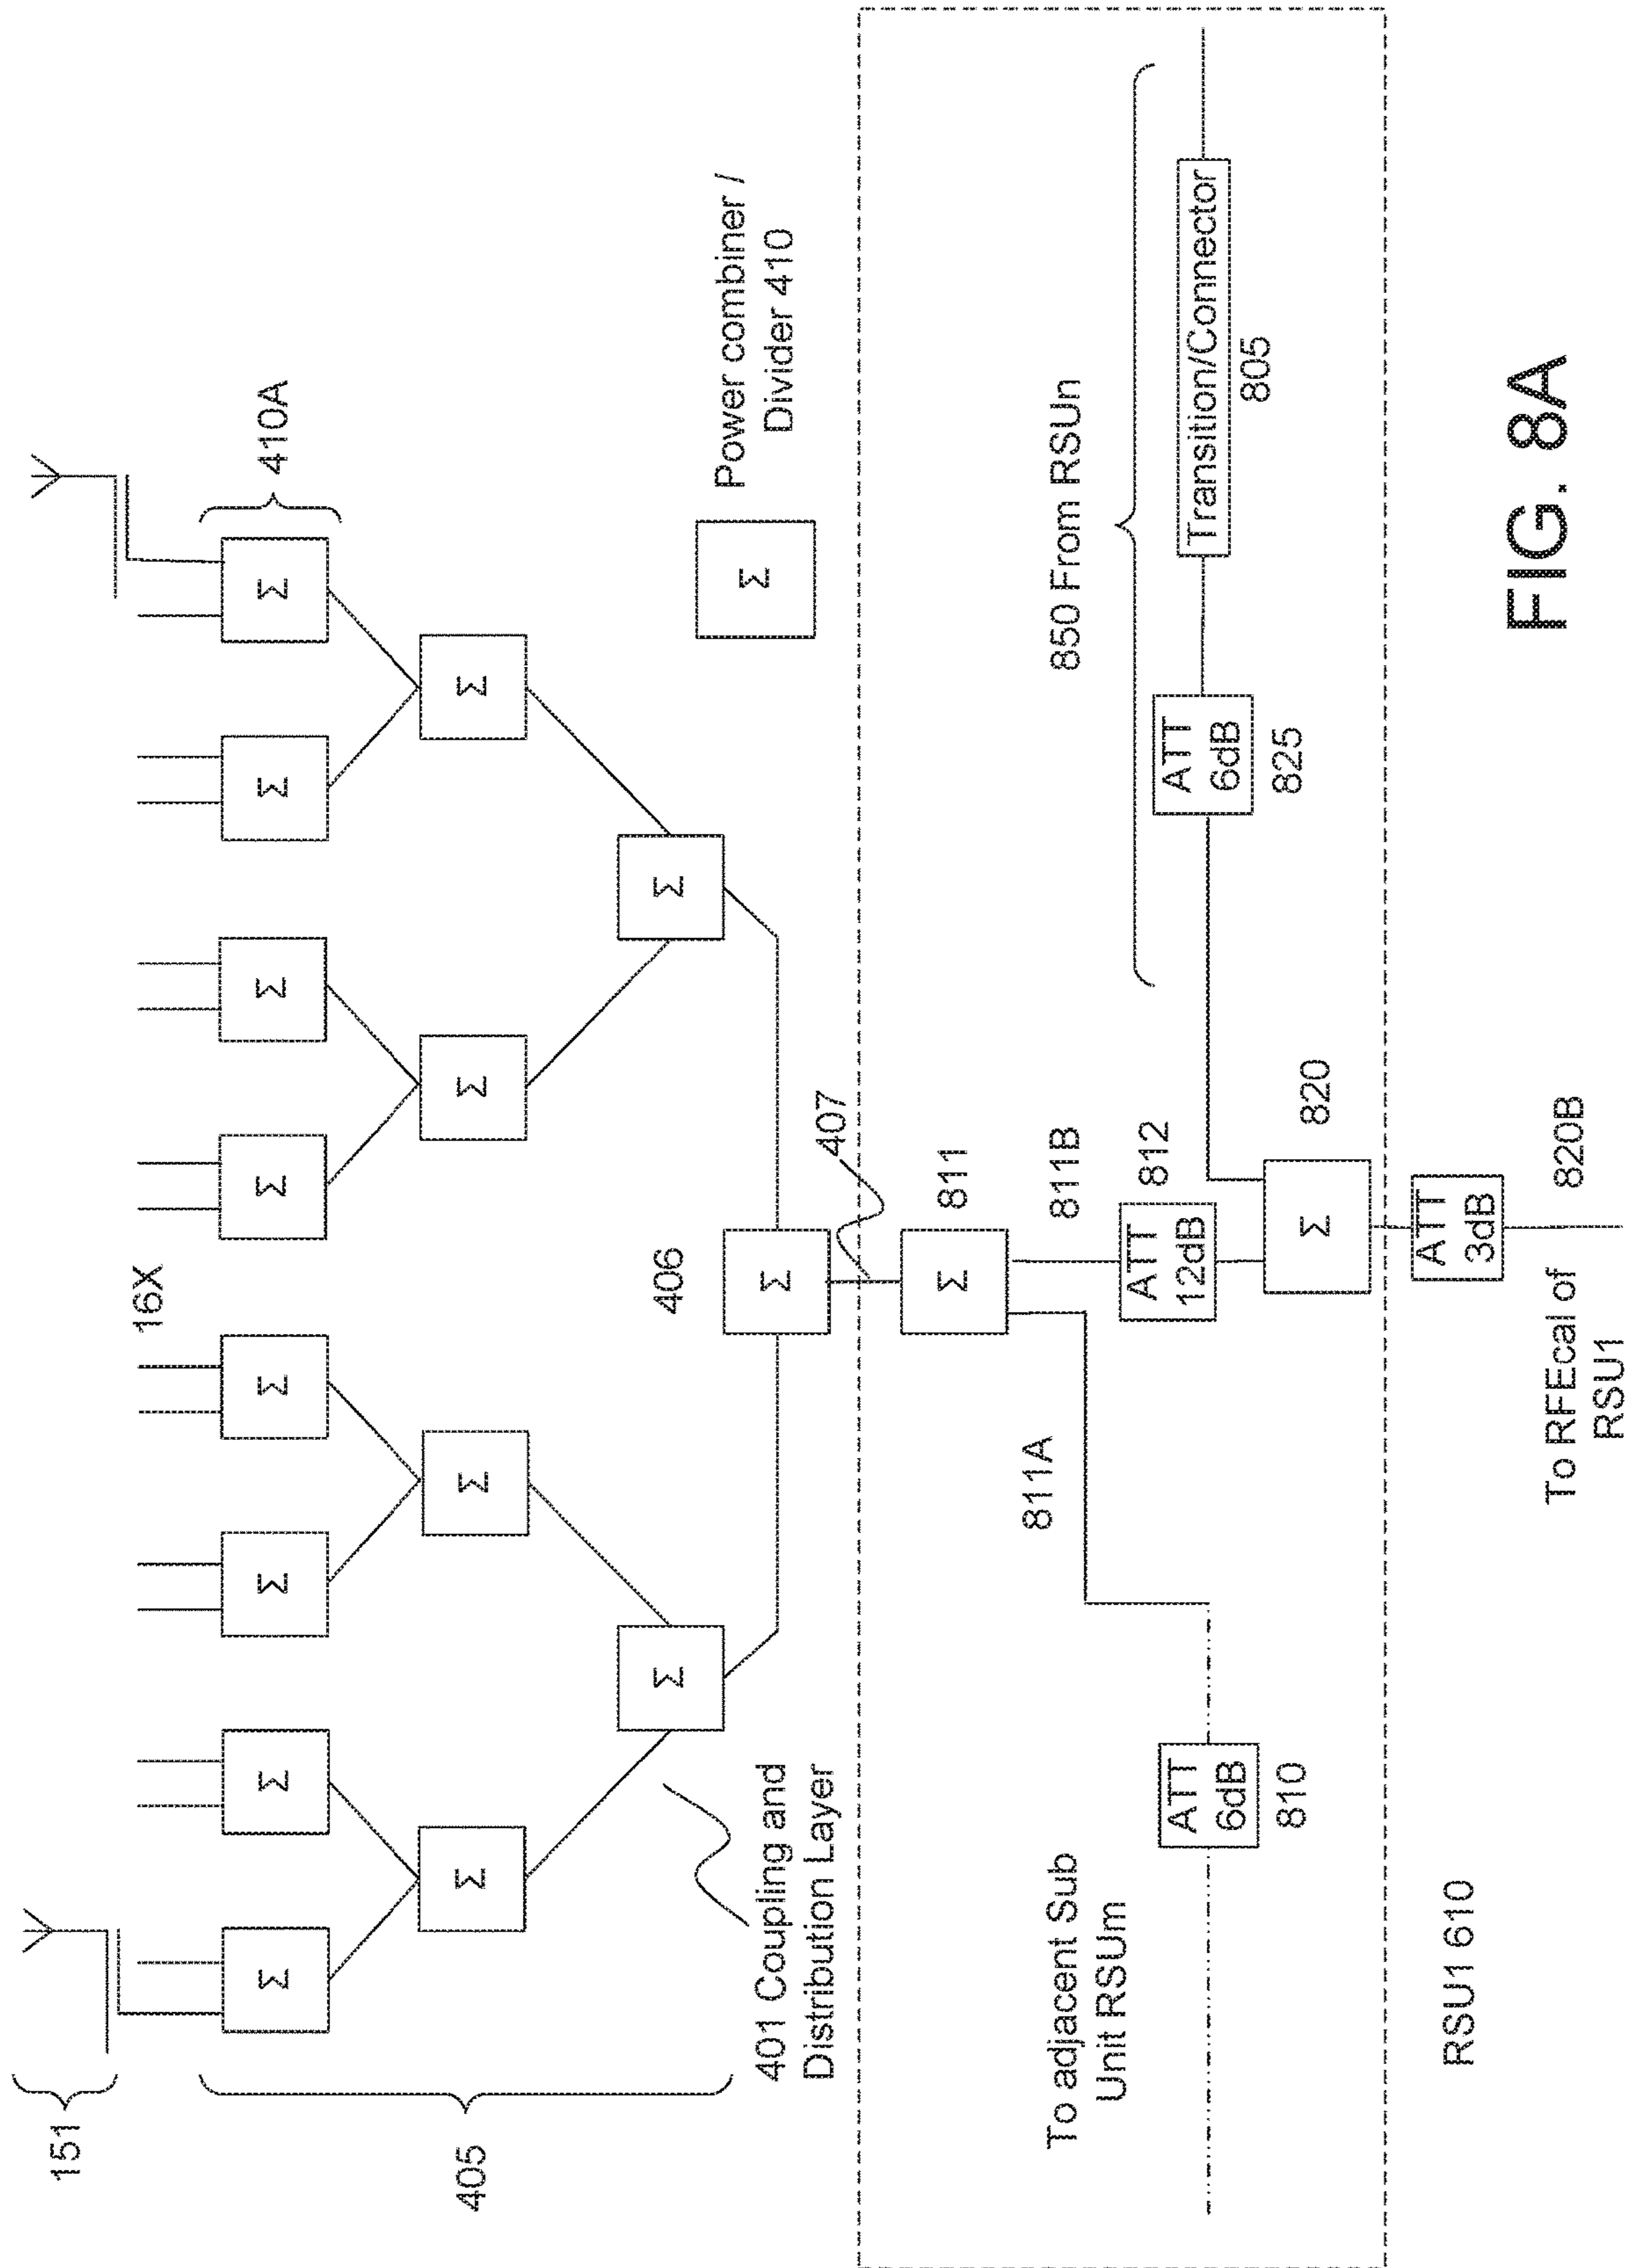 151
16X
410A
Σ
Σ
Σ
Σ
Σ
Σ
Σ
Σ
405
Σ
Σ
Σ
Σ
Σ
Σ
401 Coupling and
Distribution Layer
406
Σ
407
Σ
Power combiner /
Divider 410
Σ
811
811A
811B
To adjacent Sub
Unit RSUm
ATT
6dB
810
ATT
12dB
812
850 From RSUn
ATT
6dB
825
Transition/Connector
805
Σ
820
RSU1 610
ATT
3dB
820B
To RFEcal of
RSU1
FIG. 8A